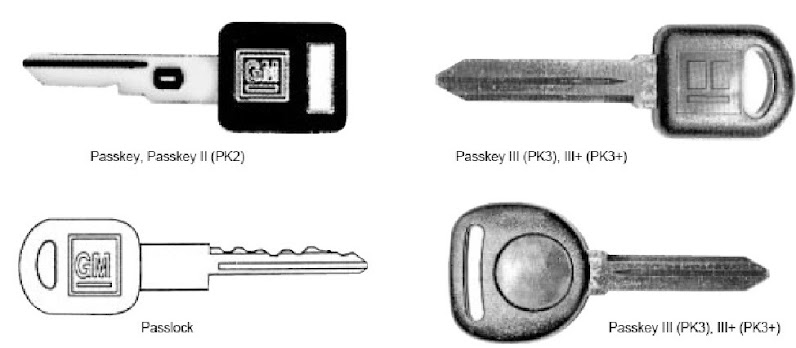 GM
Passkey, Passkey II (PK2)
Passkey III (PK3), III+ (PK3+)
GM
Passlock
Passkey III (PK3), III+ (PK3+)